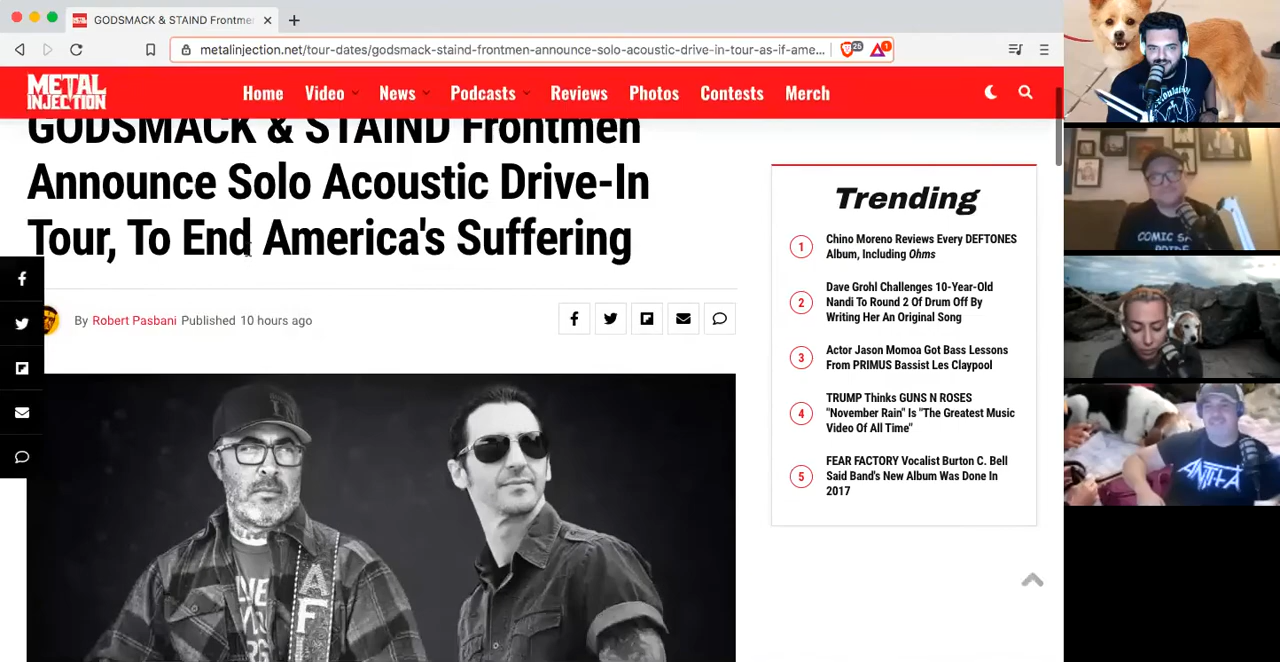 GODSMACK & STAIND Frontme
metalinjection.net/tour-dates/godsmack-staind-frontmen-announce-solo-acoustic-drive-in-tour-as-if-ame...
25
1
METAL
INJECTION
Home Video News Podcasts Reviews Photos Contests Merch
GODSMACK & STAIND Frontmen
Announce Solo Acoustic Drive-In
Tour, To End America's Suffering
By Robert Pasbani Published 10 hours ago
Trending
1 Chino Moreno Reviews Every DEFTONES
Album, Including Ohms
2 Dave Grohl Challenges 10-Year-Old
Nandi To Round 2 Of Drum Off By
Writing Her An Original Song
3 Actor Jason Momoa Got Bass Lessons
From PRIMUS Bassist Les Claypool
4 TRUMP Thinks GUNS N ROSES
"November Rain" Is "The Greatest Music
Video Of All Time"
5 FEAR FACTORY Vocalist Burton C. Bell
Said Band's New Album Was Done In
2017
COMIC